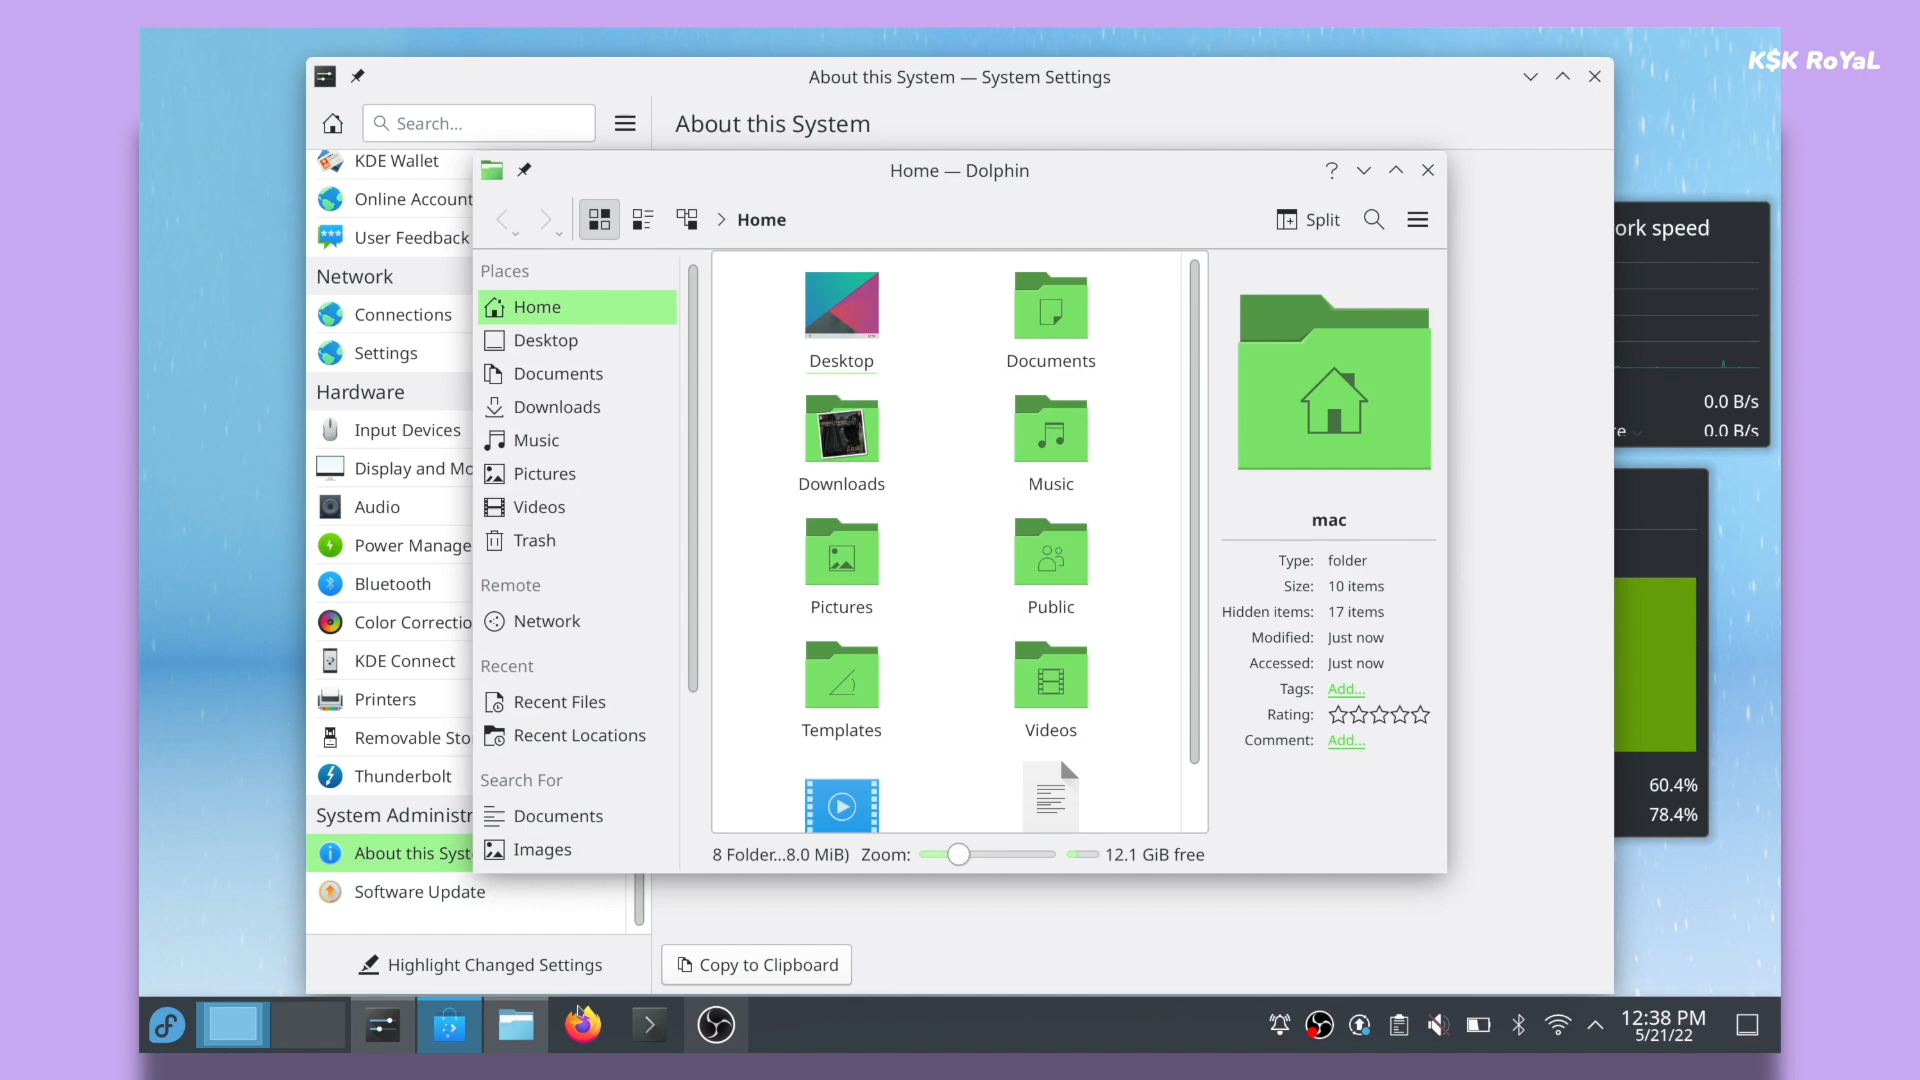 K$K RoYaL
About this System — System Settings
Search...
About this System
KDE Wallet
Online Account
User Feedback
Network
Connections
Settings
Hardware
Input Devices
Display and Mo
Audio
Power Manage
Bluetooth
Color Correctio
KDE Connect
Printers
Removable Sto
Thunderbolt
System Administr
About this Syst
Software Update
Highlight Changed Settings
Copy to Clipboard
Home — Dolphin
Home
Split
Places
Home
Desktop
Documents
Downloads
Music
Pictures
Videos
Trash
Remote
Network
Recent
Recent Files
Recent Locations
Search For
Documents
Images
Desktop
Documents
Downloads
Music
Pictures
Public
Templates
Videos
8 Folder...8.0 MiB)
Zoom:
12.1 GiB free
mac
Type: folder
Size: 10 items
Hidden items: 17 items
Modified: Just now
Accessed: Just now
Tags: Add...
Rating:
Comment: Add...
ork speed
0.0 B/s
re 0.0 B/s
60.4%
78.4%
12:38 PM
5/21/22